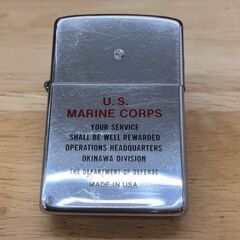 U.S.
MARINE CORPS
YOUR SERVICE
SHALL BE WELL REWARDED
OPERATIONS HEADQUARTERS
OKINAWA DIVISION
THE DEPARTMENT OF DEFENSE
MADE IN USA